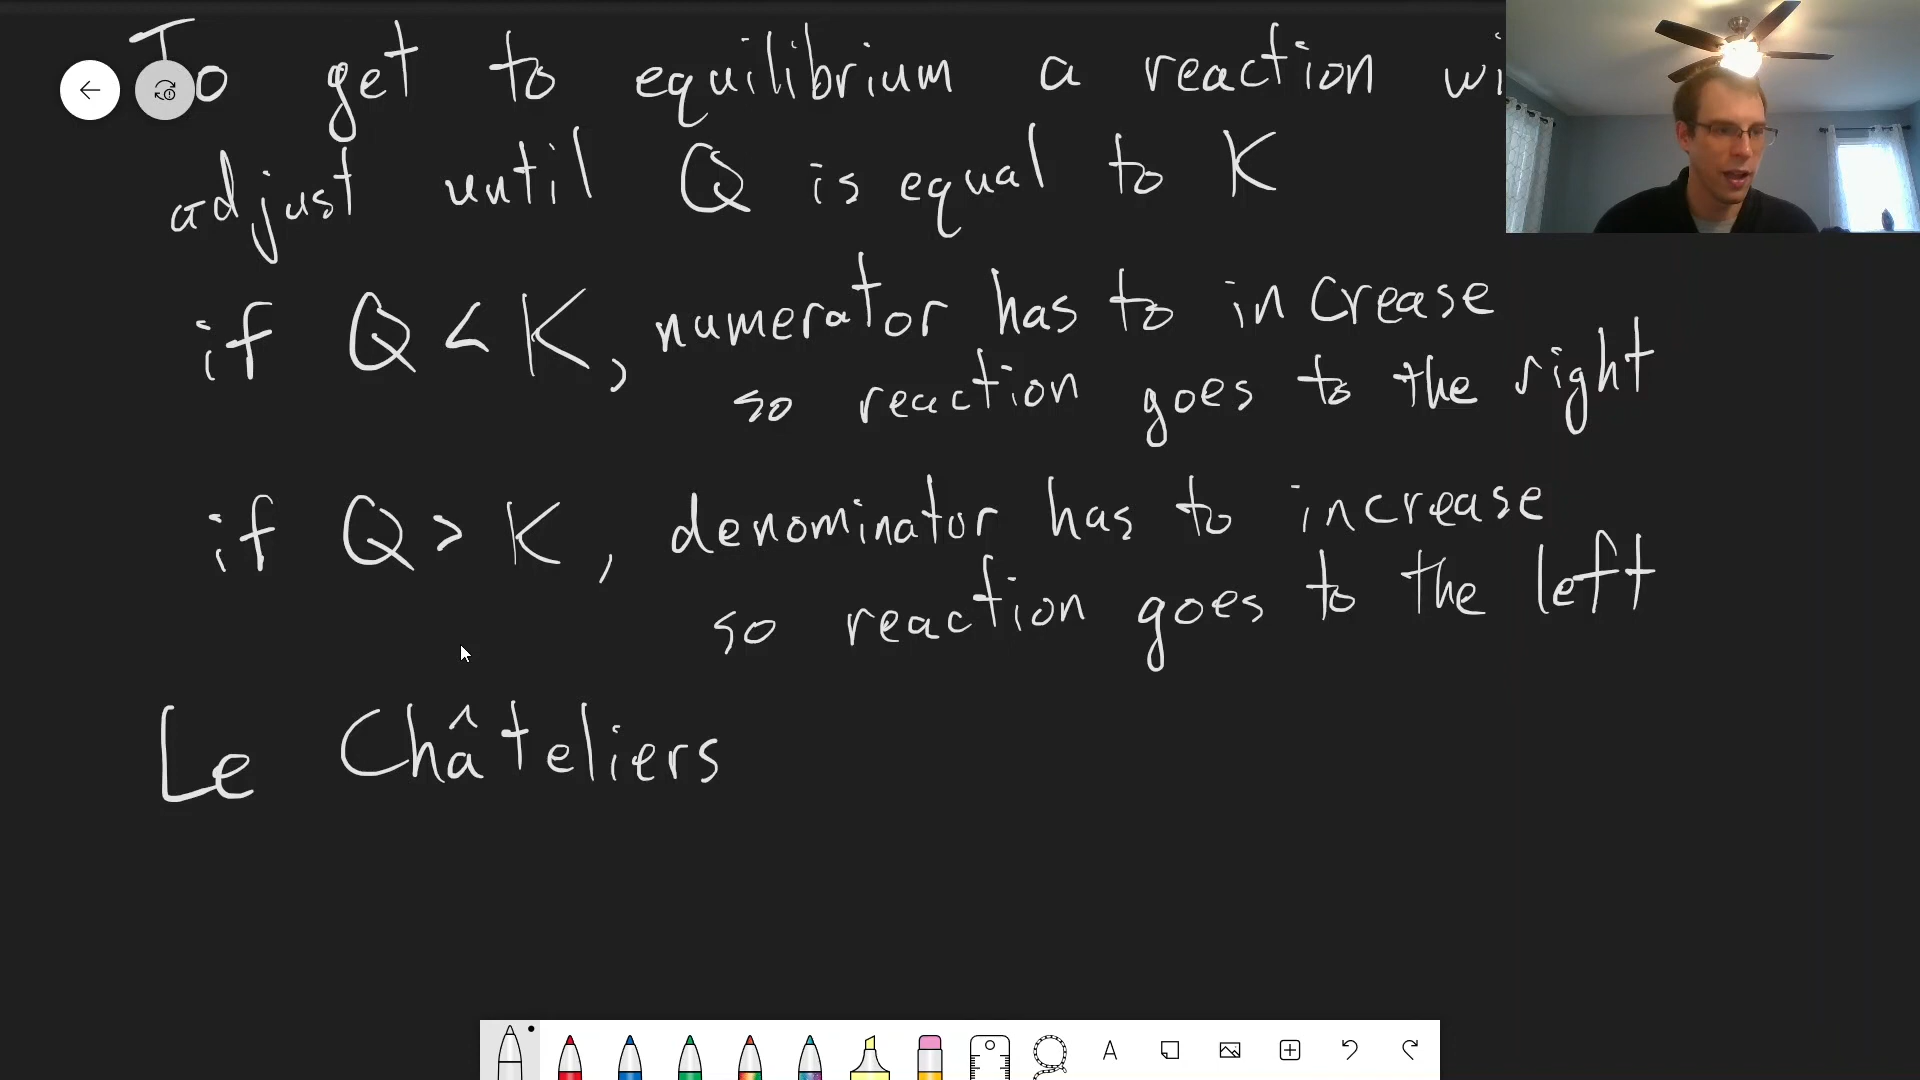 To get to equilibrium a reaction wi
adjust until Q is equal to K
if Q < K, numerator has to increase
so reaction goes to the right
if Q > K, denominator has to increase
so reaction goes to the left
Le Châteliers
A